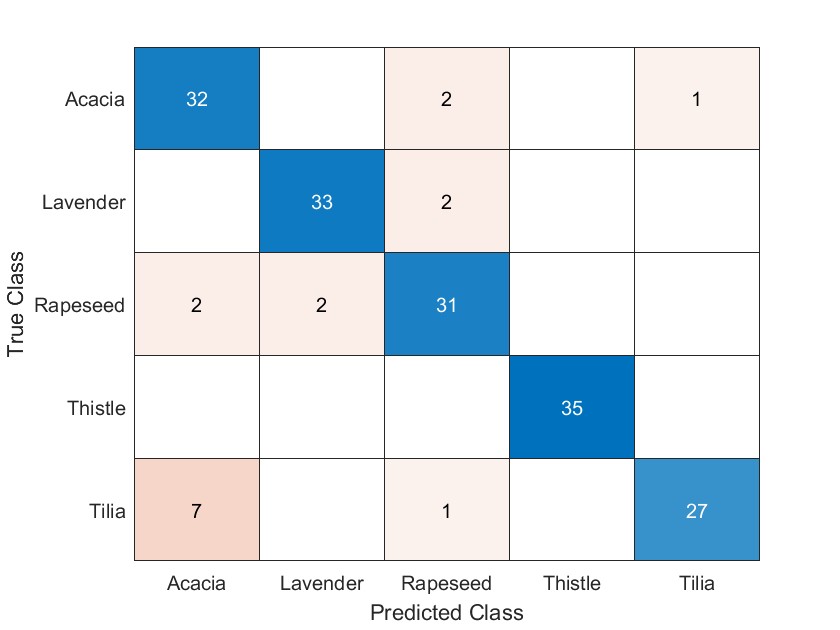 Acacia 32 2 1
Lavender 33 2
Rapeseed 2 2 31
Thistle 35
Tilia 7 1 27
Acacia Lavender Rapeseed Thistle Tilia
Predicted Class
True Class